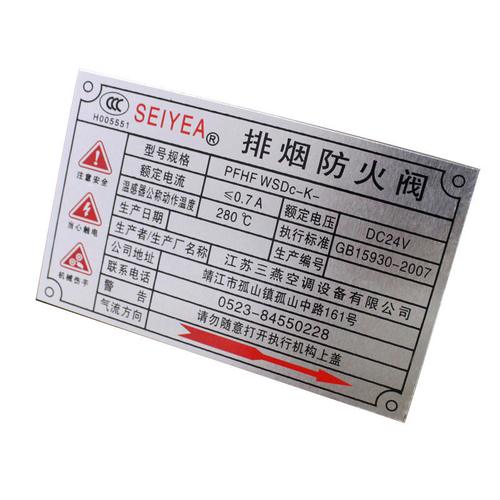 CCC
H005551
SEIYEA®
排烟防火阀
注意安全
当心触电
机械伤手
型号规格 PFHF WSDc-K-
额定电流 ≤0.7A 额定电压 DC24V
温感器公称动作温度 280℃ 执行标准 GB15930-2007
生产日期 生产编号
生产者/生产厂名称 江苏三燕空调设备有限公司
公司地址 靖江市孤山镇孤山中路161号
联系电话 0523-84550228
警 告 请勿随意打开执行机构上盖
气流方向